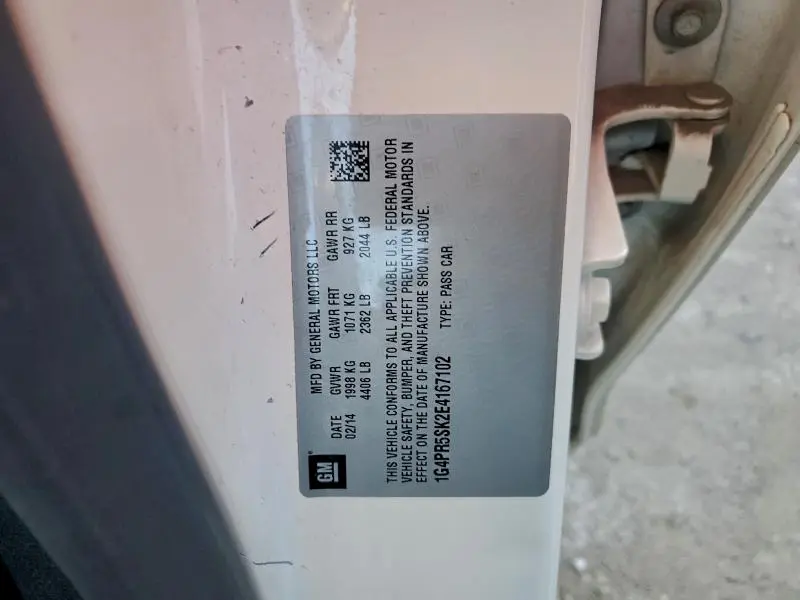 GM
MFD BY GENERAL MOTORS LLC
DATE GVWR GAWR FRT GAWR RR
02/14 1998 KG 1071 KG 927 KG
4406 LB 2362 LB 2044 LB
THIS VEHICLE CONFORMS TO ALL APPLICABLE U.S. FEDERAL MOTOR
VEHICLE SAFETY, BUMPER, AND THEFT PREVENTION STANDARDS IN
EFFECT ON THE DATE OF MANUFACTURE SHOWN ABOVE.
1G4PR5SK2E4167102 TYPE: PASS CAR